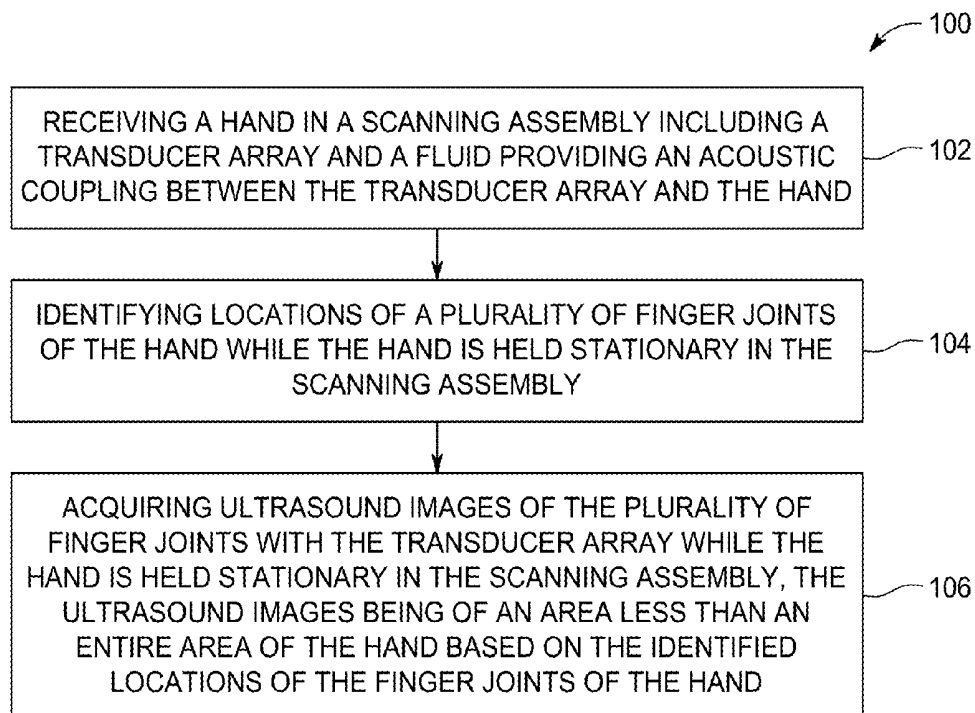 100
RECEIVING A HAND IN A SCANNING ASSEMBLY INCLUDING A
TRANSDUCER ARRAY AND A FLUID PROVIDING AN ACOUSTIC
COUPLING BETWEEN THE TRANSDUCER ARRAY AND THE HAND
102
IDENTIFYING LOCATIONS OF A PLURALITY OF FINGER JOINTS
OF THE HAND WHILE THE HAND IS HELD STATIONARY IN THE
SCANNING ASSEMBLY
104
ACQUIRING ULTRASOUND IMAGES OF THE PLURALITY OF
FINGER JOINTS WITH THE TRANSDUCER ARRAY WHILE THE
HAND IS HELD STATIONARY IN THE SCANNING ASSEMBLY, THE
ULTRASOUND IMAGES BEING OF AN AREA LESS THAN AN
ENTIRE AREA OF THE HAND BASED ON THE IDENTIFIED
LOCATIONS OF THE FINGER JOINTS OF THE HAND
106